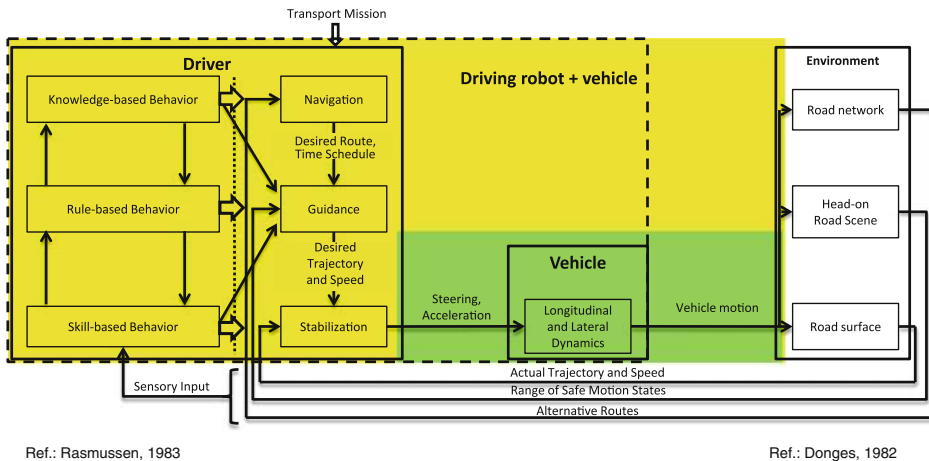 Transport Mission
Driver
Driving robot + vehicle
Environment
Knowledge-based Behavior
Navigation
Road network
Desired Route,
Time Schedule
Rule-based Behavior
Guidance
Head-on
Road Scene
Desired
Trajectory
and Speed
Vehicle
Skill-based Behavior
Stabilization
Steering,
Acceleration
Longitudinal
and Lateral
Dynamics
Vehicle motion
Road surface
Sensory Input
Actual Trajectory and Speed
Range of Safe Motion States
Alternative Routes
Ref.: Rasmussen, 1983
Ref.: Donges, 1982